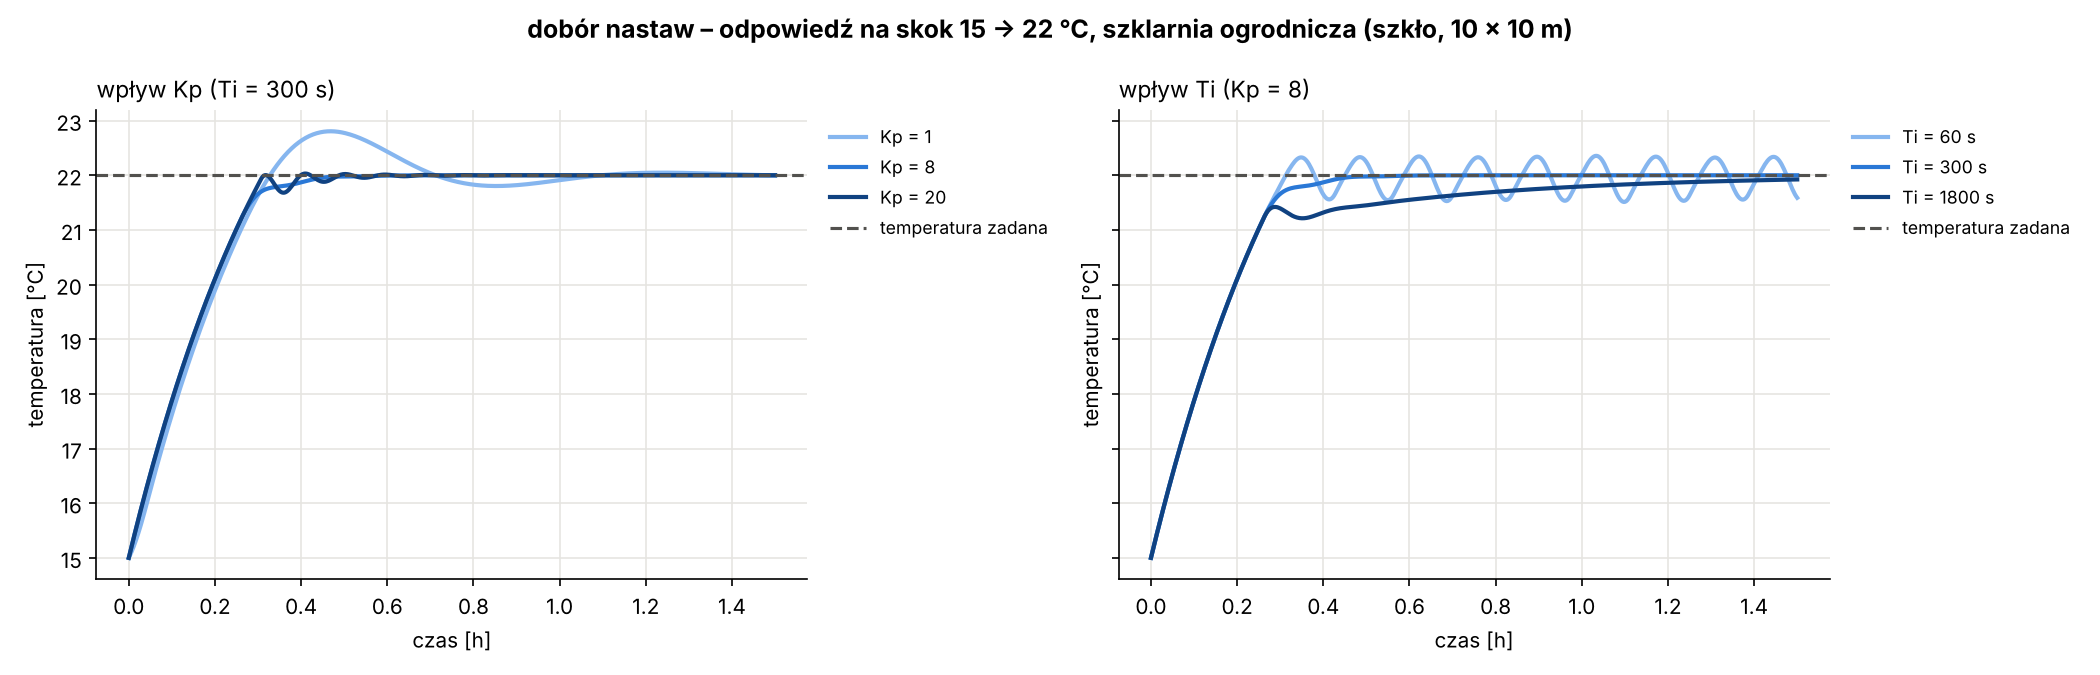 dobór nastaw – odpowiedź na skok 15 → 22 °C, szklarnia ogrodnicza (szkło, 10 × 10 m)
wpływ Kp (Ti = 300 s)
23
22
21
20
19
18
17
16
15
temperatura [°C]
0.0 0.2 0.4 0.6 0.8 1.0 1.2 1.4
czas [h]
Kp = 1
Kp = 8
Kp = 20
temperatura zadana
wpływ Ti (Kp = 8)
temperatura [°C]
0.0 0.2 0.4 0.6 0.8 1.0 1.2 1.4
czas [h]
Ti = 60 s
Ti = 300 s
Ti = 1800 s
temperatura zadana